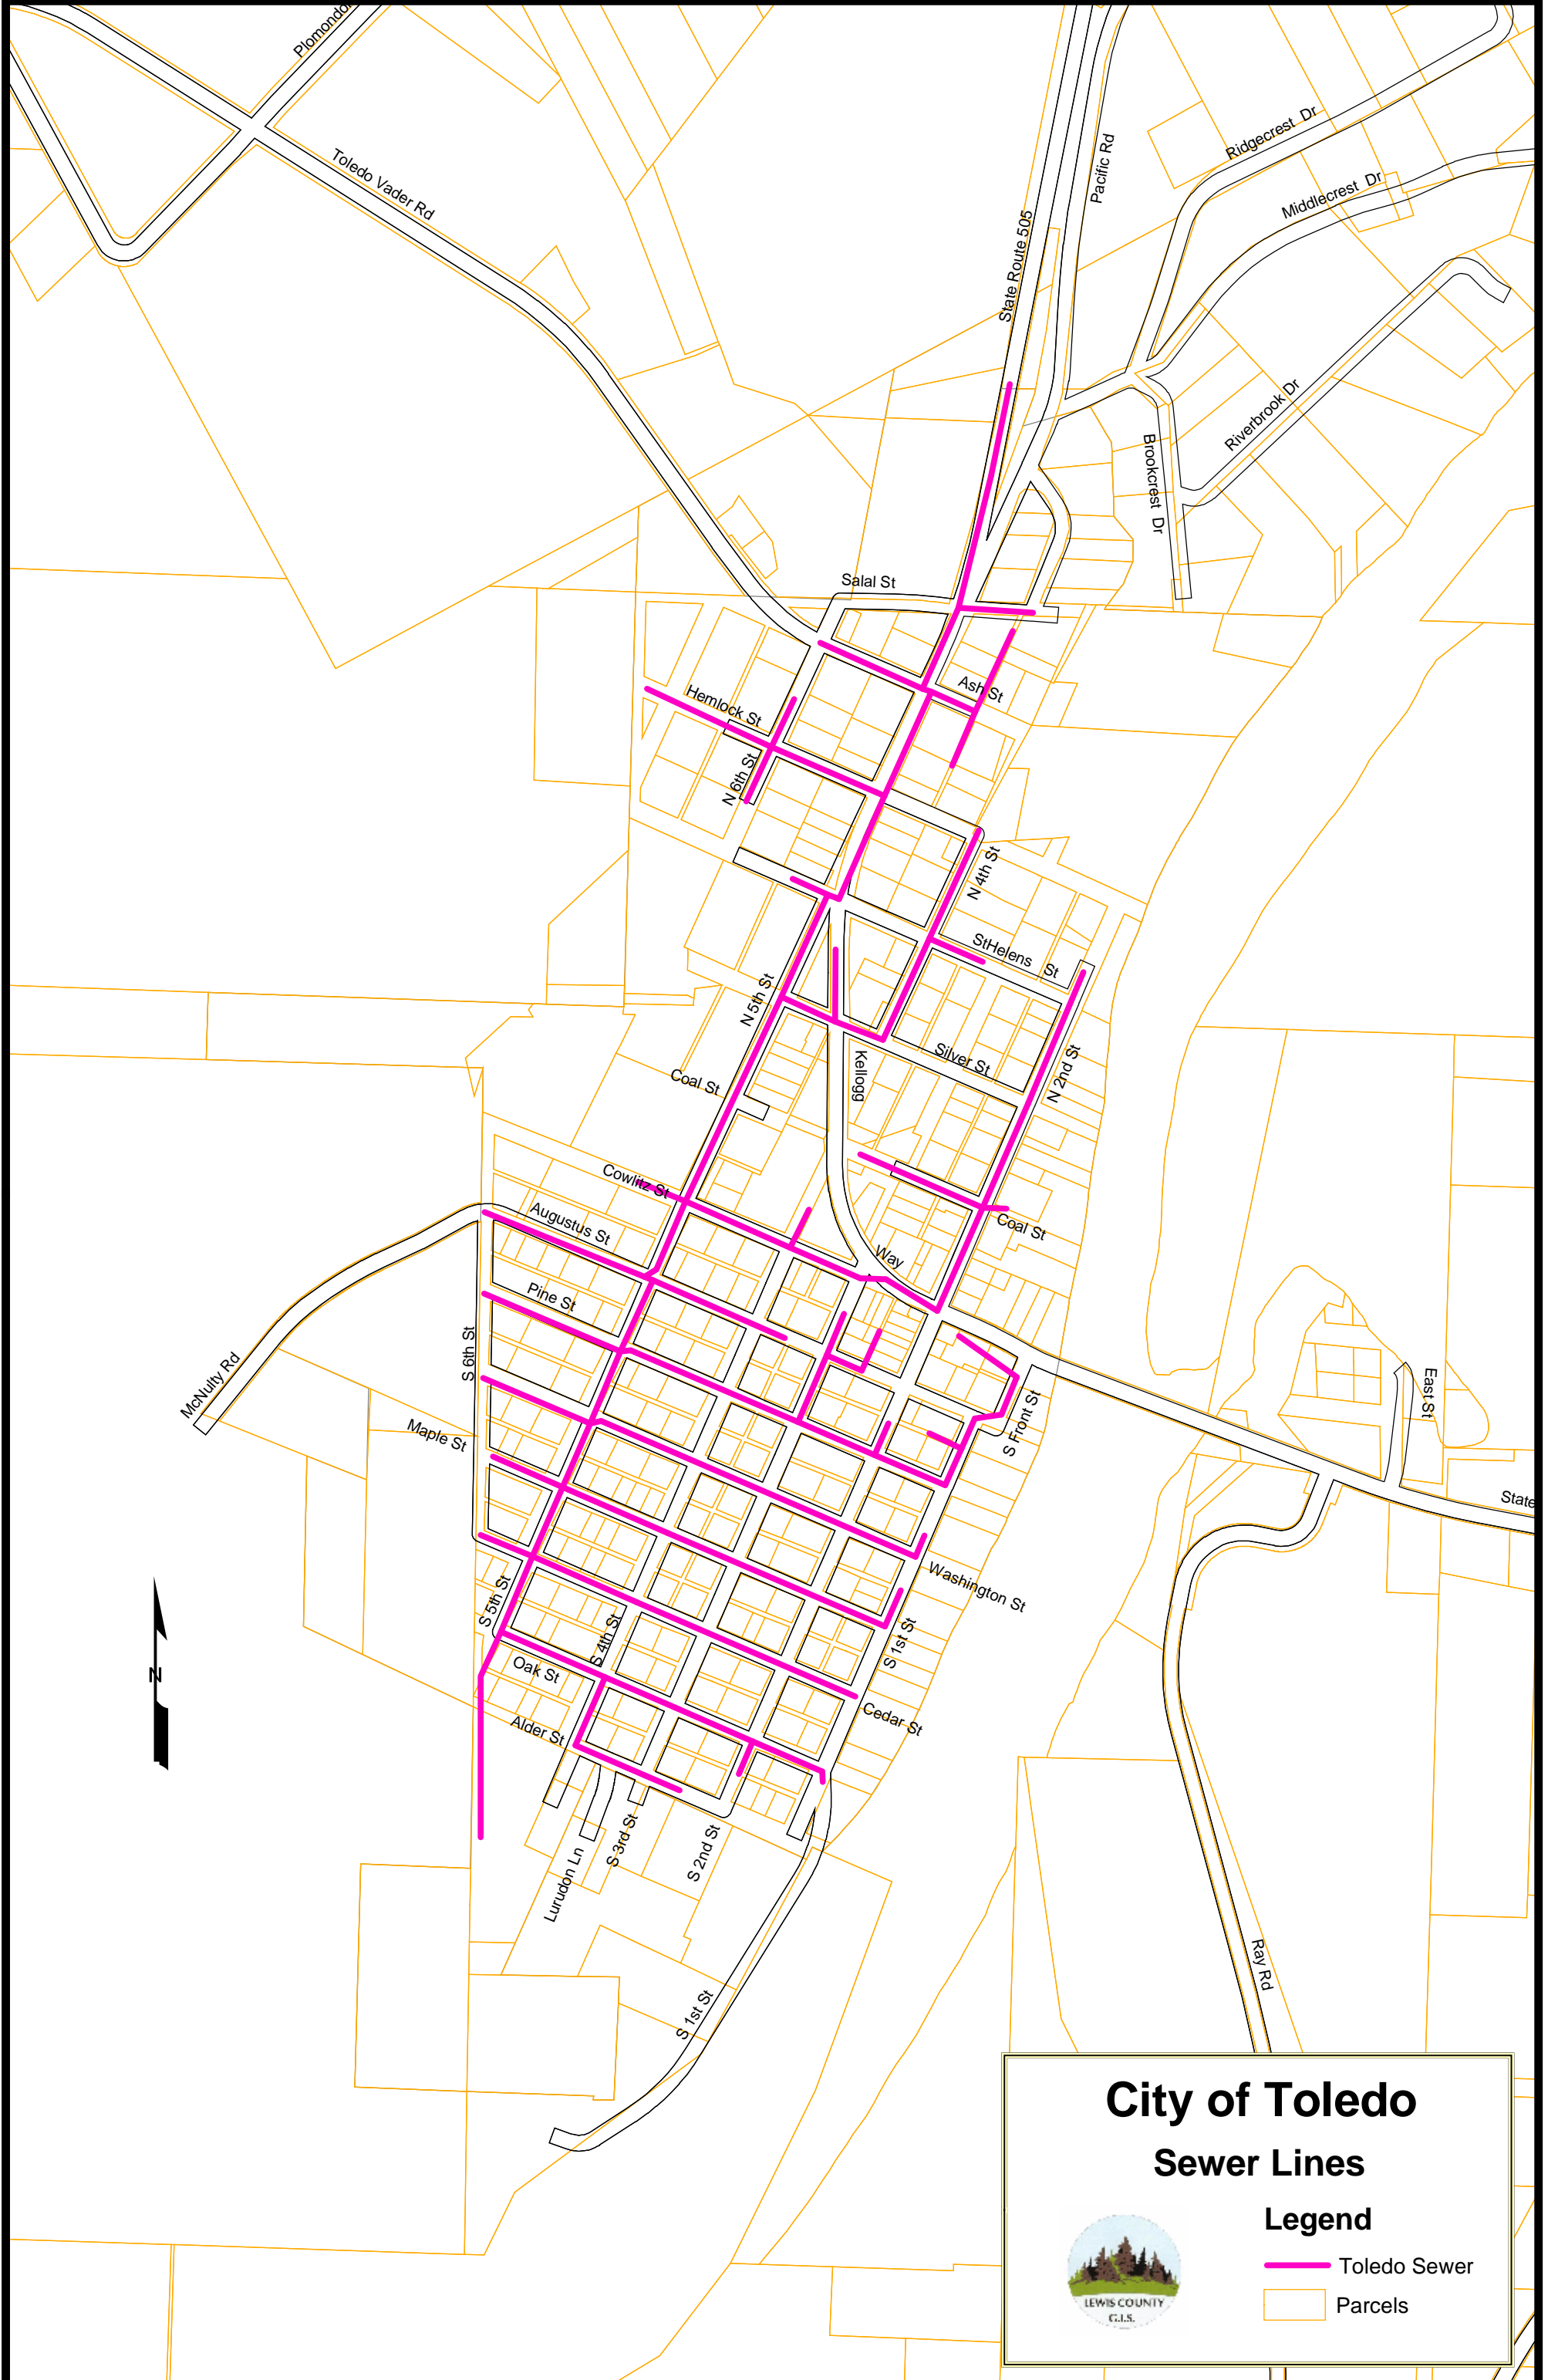 Plomondon
Toledo Vader Rd
State Route 505
Pacific Rd
Ridgecrest Dr
Middlecrest Dr
Riverbrook Dr
Brookcrest Dr
Salal St
Ash St
Hemlock St
N 6th St
N 4th St
StHelens St
N 5th St
Silver St
N 2nd St
Kellogg
Coal St
Cowlitz St
Augustus St
Coal St
Way
Pine St
S 6th St
McNulty Rd
Maple St
S Front St
East St
State
Washington St
S 5th St
S 4th St
S 1st St
Oak St
Cedar St
Alder St
N
S 3rd St
S 2nd St
Lurudon Ln
Ray Rd
S 1st St
City of Toledo
Sewer Lines
Legend
Toledo Sewer
Parcels
LEWIS COUNTY
G.I.S.